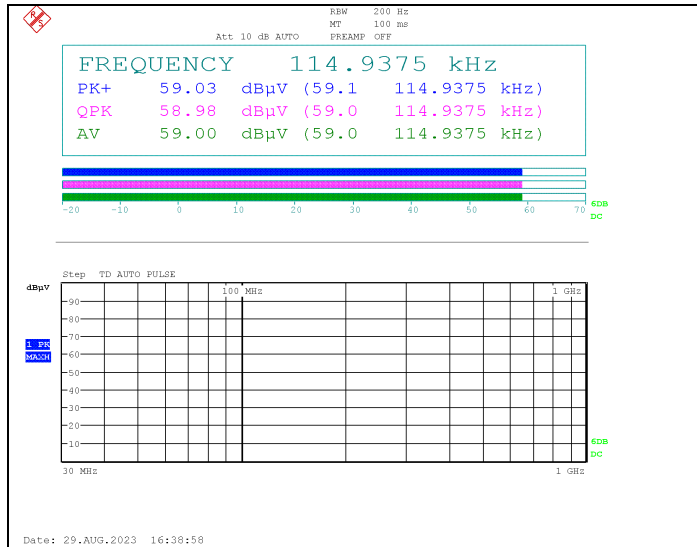 R S
RBW 200 Hz
MT 100 ms
Att 10 dB AUTO PREAMP OFF
FREQUENCY 114.9375 kHz
PK+ 59.03 dBµV (59.1 114.9375 kHz)
QPK 58.98 dBµV (59.0 114.9375 kHz)
AV 59.00 dBµV (59.0 114.9375 kHz)
-20 -10 0 10 20 30 40 50 60 70
6DB
DC
Step TD AUTO PULSE
dBµV
100 MHz 1 GHz
90
80
70
1 PK
MAXH
60
50
40
30
20
10
6DB
DC
30 MHz 1 GHz
Date: 29.AUG.2023 16:38:58